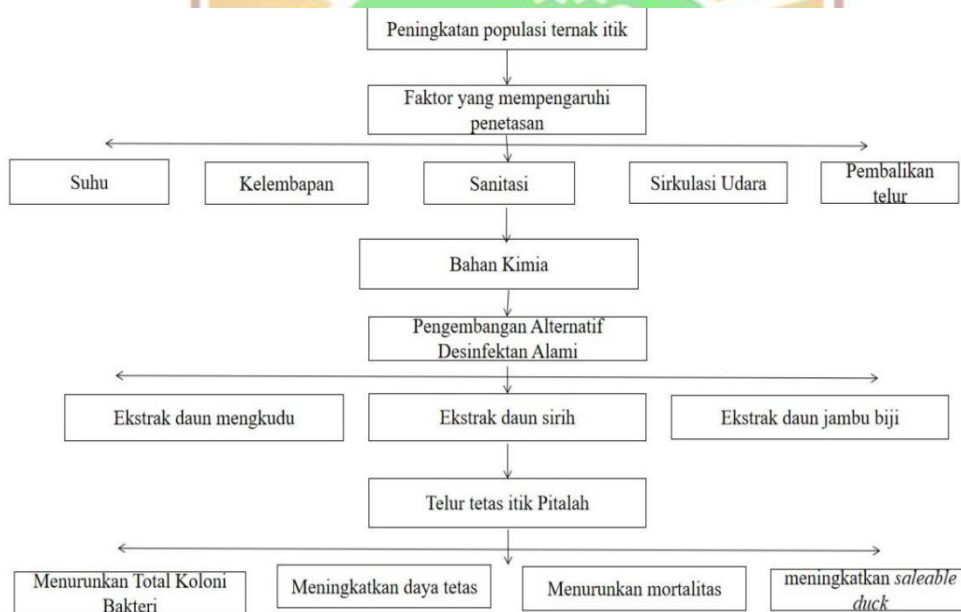 Peningkatan populasi ternak itik
Faktor yang mempengaruhi
penetasan
Suhu
Kelembapan
Sanitasi
Sirkulasi Udara
Pembalikan
telur
Bahan Kimia
Pengembangan Alternatif
Desinfektan Alami
Ekstrak daun mengkudu
Ekstrak daun sirih
Ekstrak daun jambu biji
Telur tetas itik Pitalah
Menurunkan Total Koloni
Bakteri
Meningkatkan daya tetas
Menurunkan mortalitas
meningkatkan saleable
duck